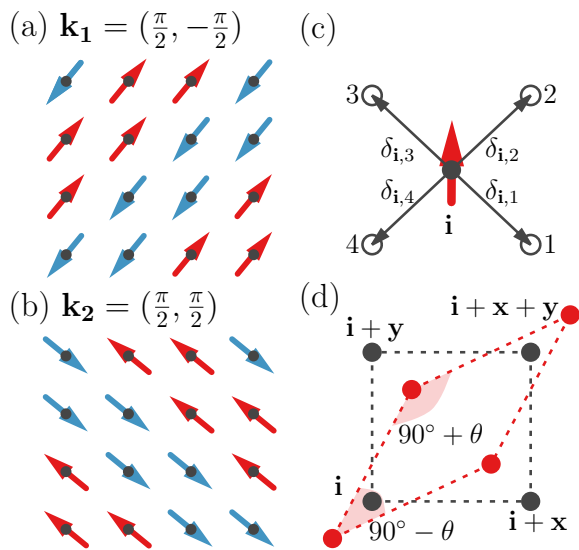 (a) k₁ = (π/2, −π/2)
(b) k₂ = (π/2, π/2)
(c)
3
2
δi,3
δi,2
δi,4
δi,1
4
i
1
(d)
i + x + y
i + y
90° + θ
i
90° − θ
i + x